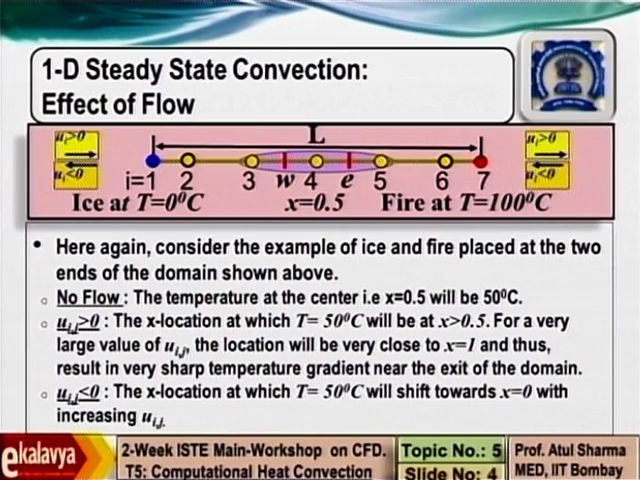 1-D Steady State Convection:
Effect of Flow
L
uᵢ>0
uᵢ<0
uᵢ>0
uᵢ<0
i=1 2 3 w 4 e 5 6 7
Ice at T=0⁰C x=0.5 Fire at T=100⁰C
• Here again, consider the example of ice and fire placed at the two
ends of the domain shown above.
o No Flow : The temperature at the center i.e x=0.5 will be 50⁰C.
o u_i,j>0 : The x-location at which T= 50⁰C will be at x>0.5. For a very
large value of u_i,j, the location will be very close to x=1 and thus,
result in very sharp temperature gradient near the exit of the domain.
o u_i,j<0 : The x-location at which T= 50⁰C will shift towards x=0 with
increasing u_i,j.
ekalavya
2-Week ISTE Main-Workshop on CFD.
T5: Computational Heat Convection
Topic No.: 5
Slide No: 4
Prof. Atul Sharma
MED, IIT Bombay